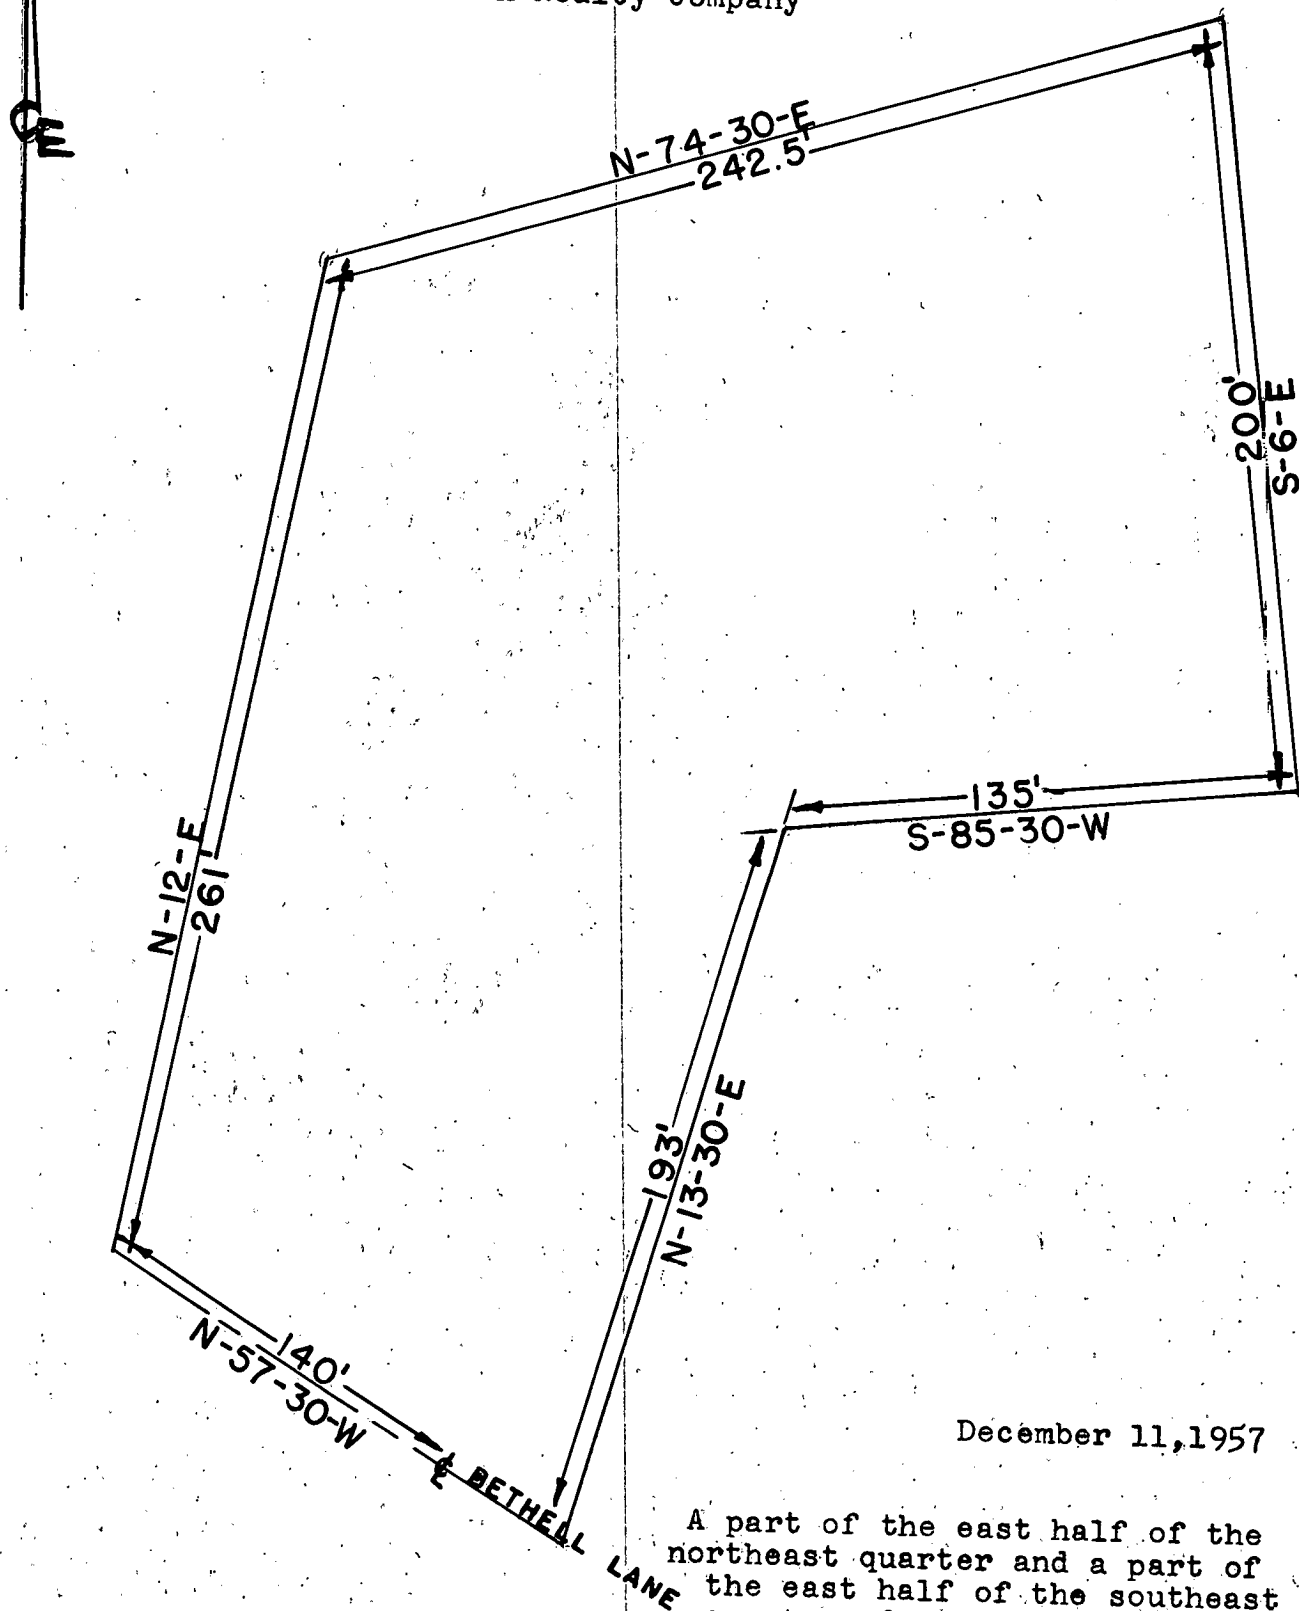 Realty Company
N-74-30-E
242.5'
200'
S-6-E
135'
S-85-30-W
N-12-E
261'
193'
N-13-30-E
140'
N-57-30-W
℄ BETHELL LANE
December 11,1957
A part of the east half of the
northeast quarter and a part of
the east half of the southeast